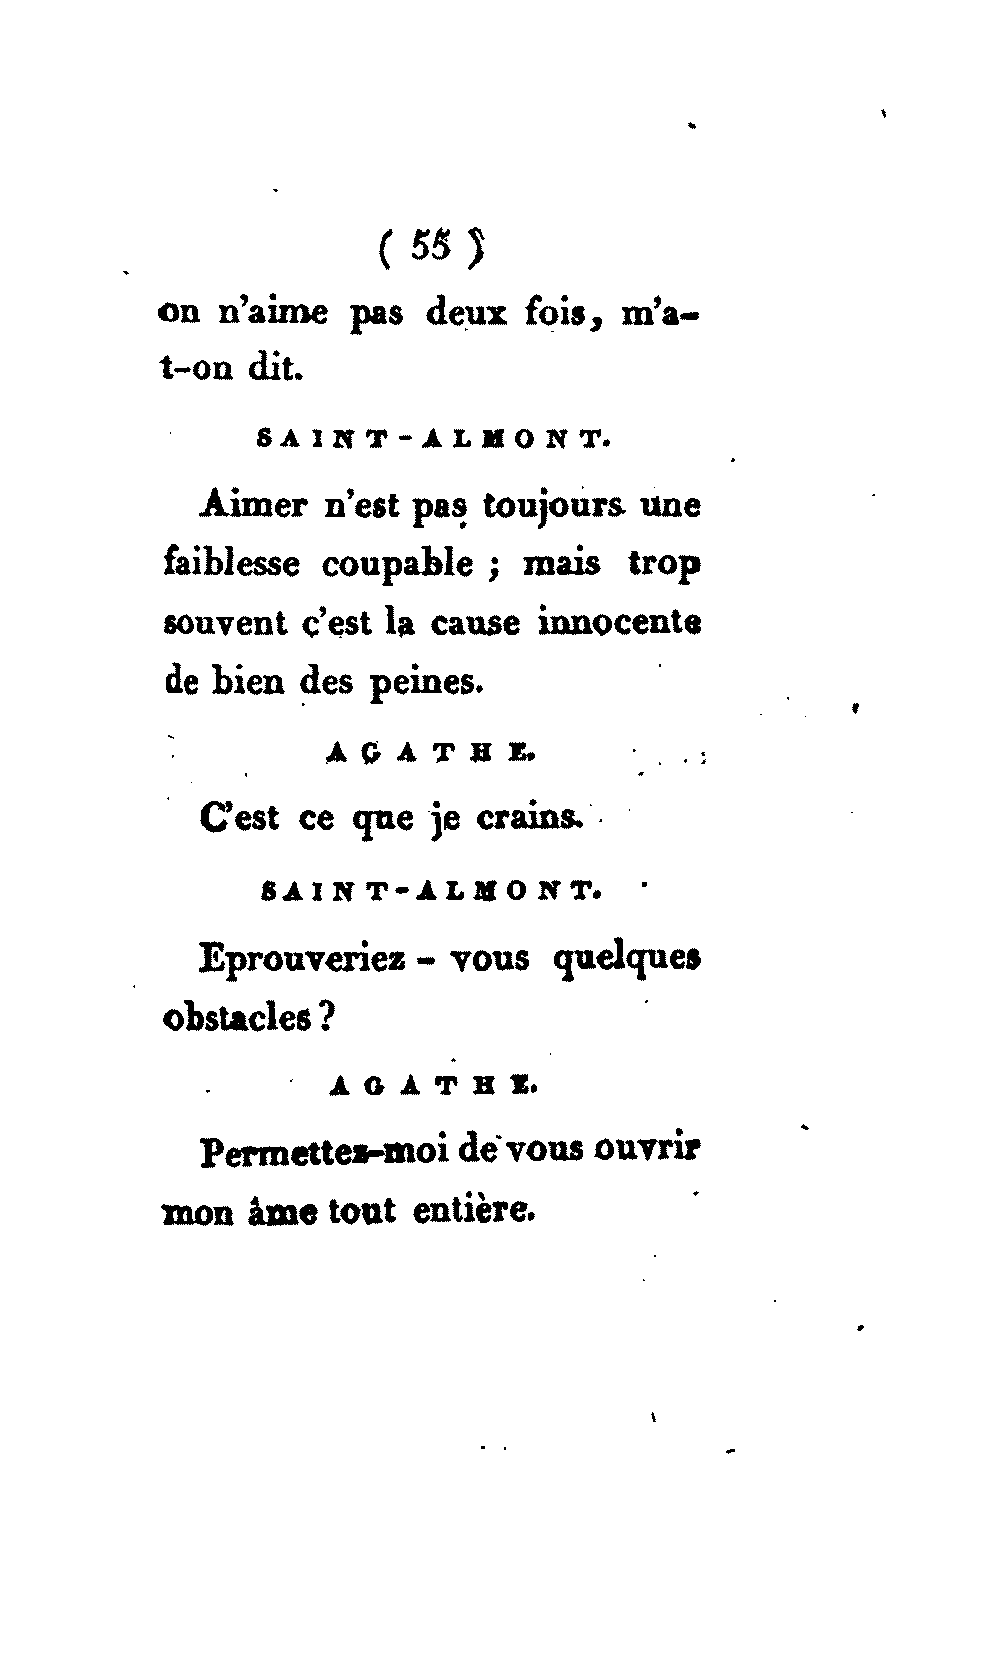 ( 55 )
on n'aime pas deux fois, m'a-
t-on dit.
SAINT-ALMONT.
Aimer n'est pas toujours une
faiblesse coupable ; mais trop
souvent c'est la cause innocente
de bien des peines.
AGATHE.
C'est ce que je crains.
SAINT-ALMONT.
Eprouveriez - vous quelques
obstacles ?
AGATHE.
Permettez-moi de vous ouvrir
mon âme tout entière.